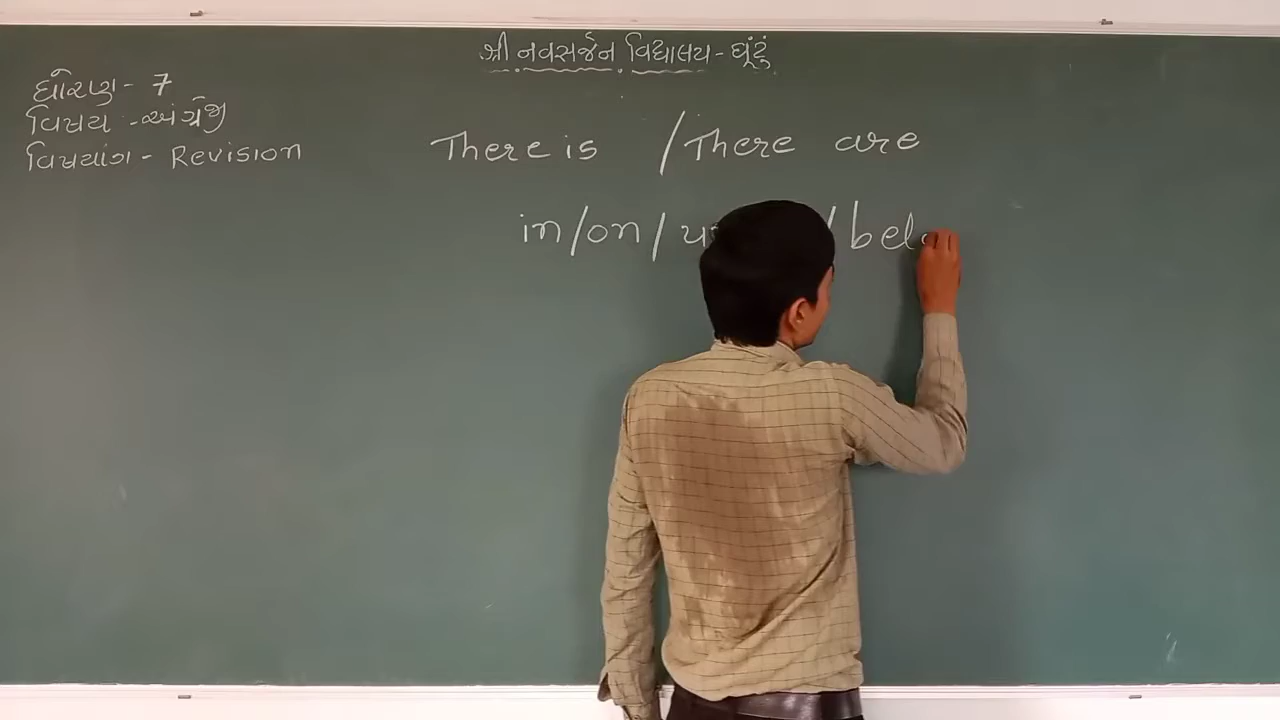 શ્રી નવસર્જન વિદ્યાલય - ઘૂંટું
ધોરણ - 7
વિષય - અંગ્રેજી
વિષયાંગ - Revision
There is / There are
in / on / / bel